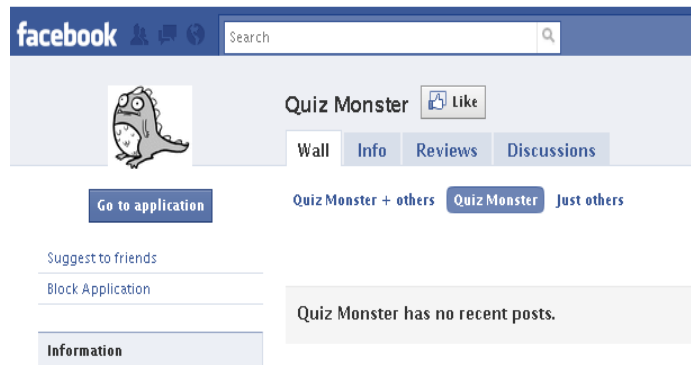 facebook Search
Quiz Monster Like
Wall Info Reviews Discussions
Go to application
Quiz Monster + others Quiz Monster Just others
Suggest to friends
Block Application
Quiz Monster has no recent posts.
Information